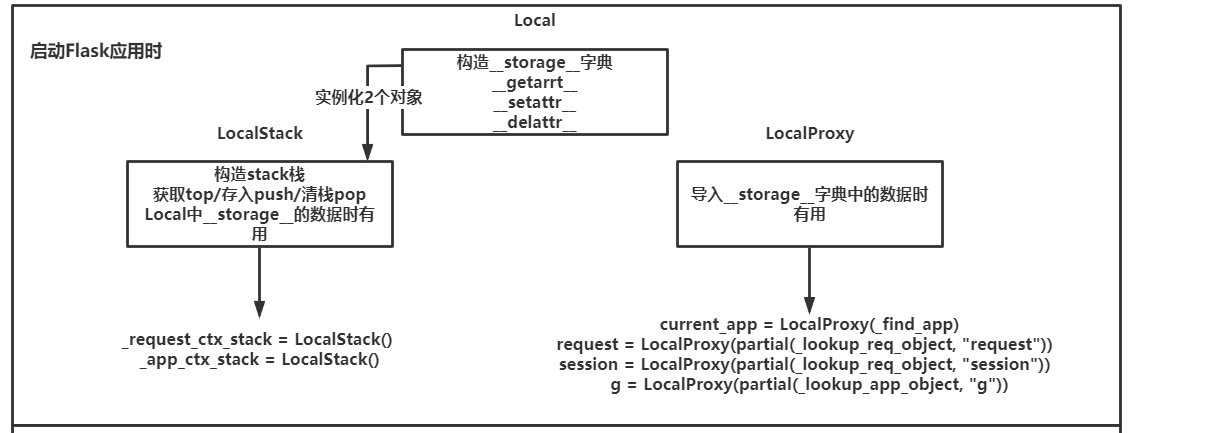 Local
启动Flask应用时
构造__storage__字典
__getarrt__
__setattr__
__delattr__
实例化2个对象
LocalStack
LocalProxy
构造stack栈
获取top/存入push/清栈pop
Local中__storage__的数据时有
用
导入__storage__字典中的数据时
有用
_request_ctx_stack = LocalStack()
_app_ctx_stack = LocalStack()
current_app = LocalProxy(_find_app)
request = LocalProxy(partial(_lookup_req_object, "request"))
session = LocalProxy(partial(_lookup_req_object, "session"))
g = LocalProxy(partial(_lookup_app_object, "g"))